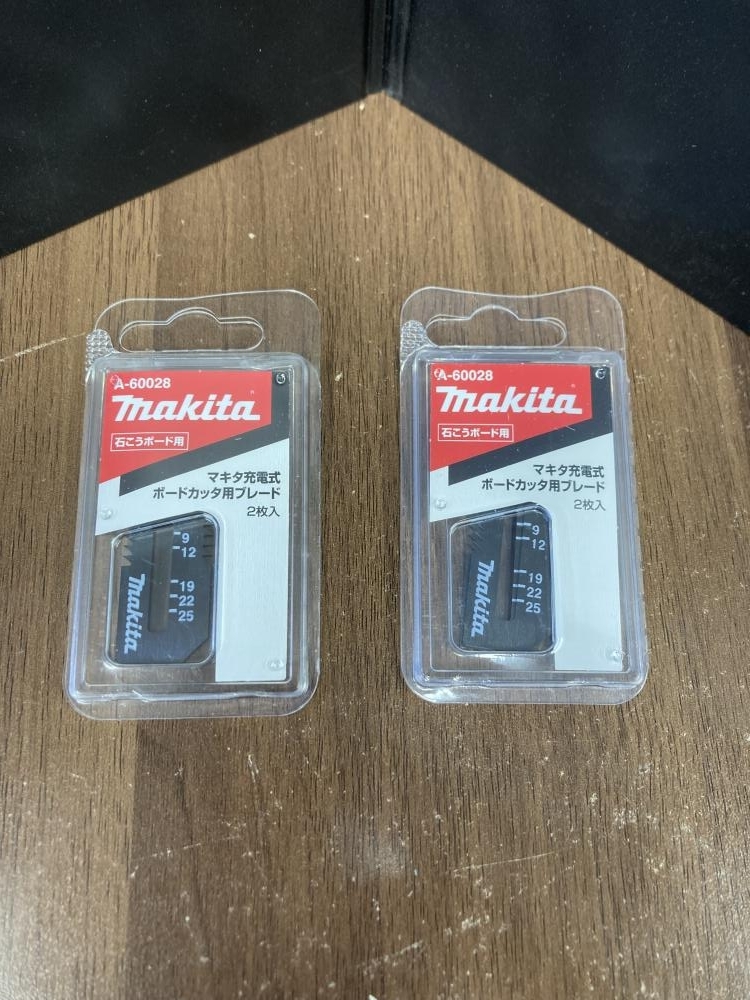 A-60028
makita
石こうボード用
マキタ充電式
ボードカッタ用ブレード
2枚入
9
12
19
22
25
makita
A-60028
makita
石こうボード用
マキタ充電式
ボードカッタ用ブレード
2枚入
9
12
19
22
25
makita